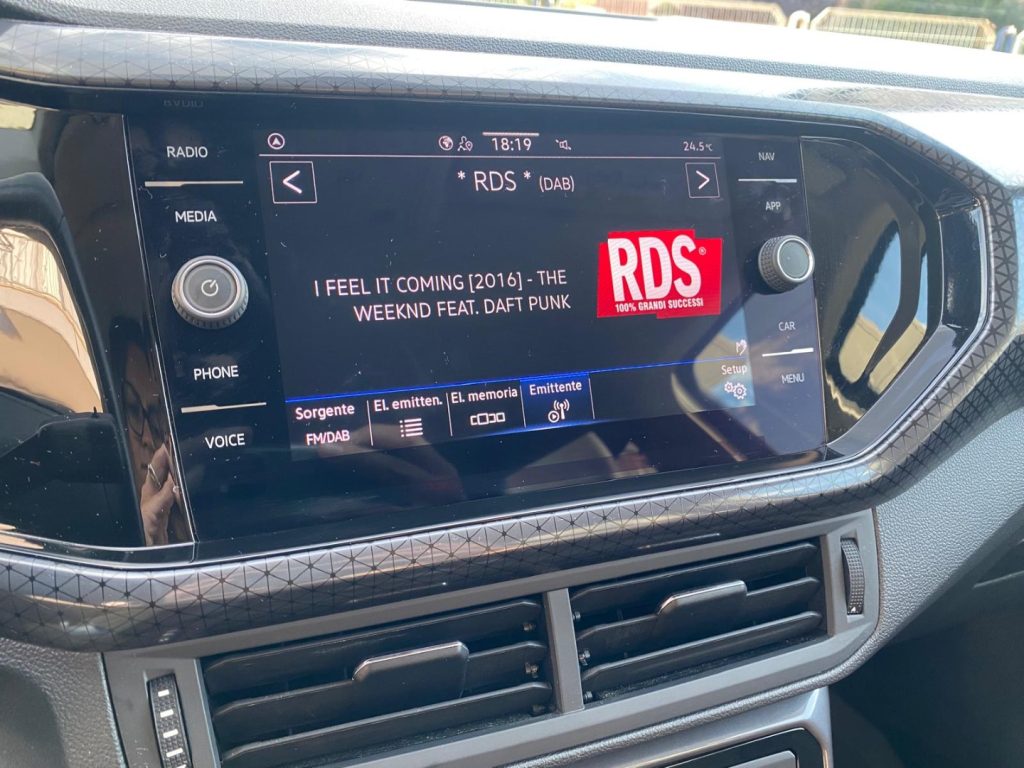 RADIO
MEDIA
PHONE
VOICE
18:19
24.5°C
<
* RDS * (DAB)
>
I FEEL IT COMING [2016] - THE
WEEKND FEAT. DAFT PUNK
RDS®
100% GRANDI SUCCESSI
Sorgente
FM/DAB
El. emitten.
El. memoria
Emittente
Setup
NAV
APP
CAR
MENU